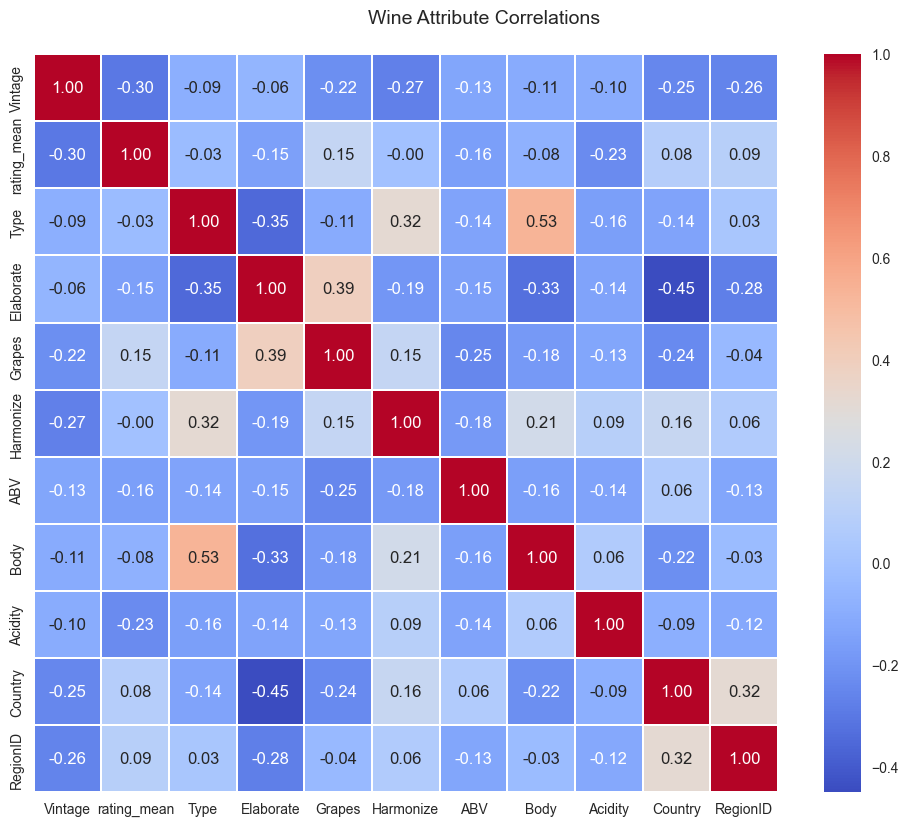 Wine Attribute Correlations
Vintage 1.00 -0.30 -0.09 -0.06 -0.22 -0.27 -0.13 -0.11 -0.10 -0.25 -0.26
rating_mean -0.30 1.00 -0.03 -0.15 0.15 -0.00 -0.16 -0.08 -0.23 0.08 0.09
Type -0.09 -0.03 1.00 -0.35 -0.11 0.32 -0.14 0.53 -0.16 -0.14 0.03
Elaborate -0.06 -0.15 -0.35 1.00 0.39 -0.19 -0.15 -0.33 -0.14 -0.45 -0.28
Grapes -0.22 0.15 -0.11 0.39 1.00 0.15 -0.25 -0.18 -0.13 -0.24 -0.04
Harmonize -0.27 -0.00 0.32 -0.19 0.15 1.00 -0.18 0.21 0.09 0.16 0.06
ABV -0.13 -0.16 -0.14 -0.15 -0.25 -0.18 1.00 -0.16 -0.14 0.06 -0.13
Body -0.11 -0.08 0.53 -0.33 -0.18 0.21 -0.16 1.00 0.06 -0.22 -0.03
Acidity -0.10 -0.23 -0.16 -0.14 -0.13 0.09 -0.14 0.06 1.00 -0.09 -0.12
Country -0.25 0.08 -0.14 -0.45 -0.24 0.16 0.06 -0.22 -0.09 1.00 0.32
RegionID -0.26 0.09 0.03 -0.28 -0.04 0.06 -0.13 -0.03 -0.12 0.32 1.00
Vintage rating_mean Type Elaborate Grapes Harmonize ABV Body Acidity Country RegionID
1.0
0.8
0.6
0.4
0.2
0.0
−0.2
−0.4